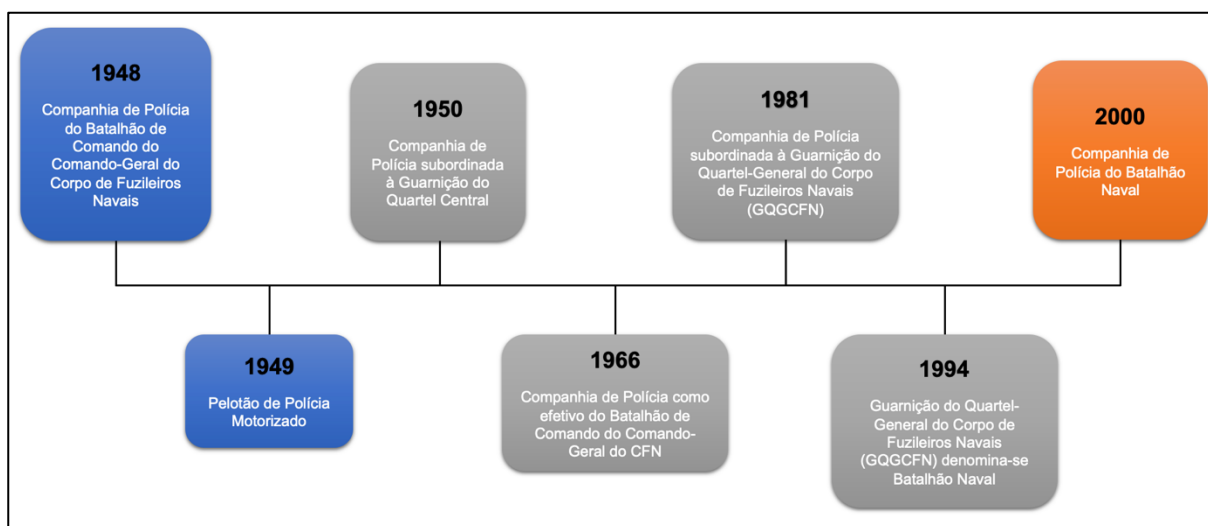 1948
Companhia de Polícia
do Batalhão de
Comando do
Comando-Geral do
Corpo de Fuzileiros
Navais
1949
Pelotão de Polícia
Motorizado
1950
Companhia de
Polícia subordinada
à Guarnição do
Quartel Central
1966
Companhia de Polícia como
efetivo do Batalhão de
Comando do Comando-
Geral do CFN
1981
Companhia de Polícia
subordinada à Guarnição do
Quartel-General do Corpo
de Fuzileiros Navais
(GQGCFN)
1994
Guarnição do Quartel-
General do Corpo de
Fuzileiros Navais
(GQGCFN) denomina-se
Batalhão Naval
2000
Companhia de
Polícia do Batalhão
Naval